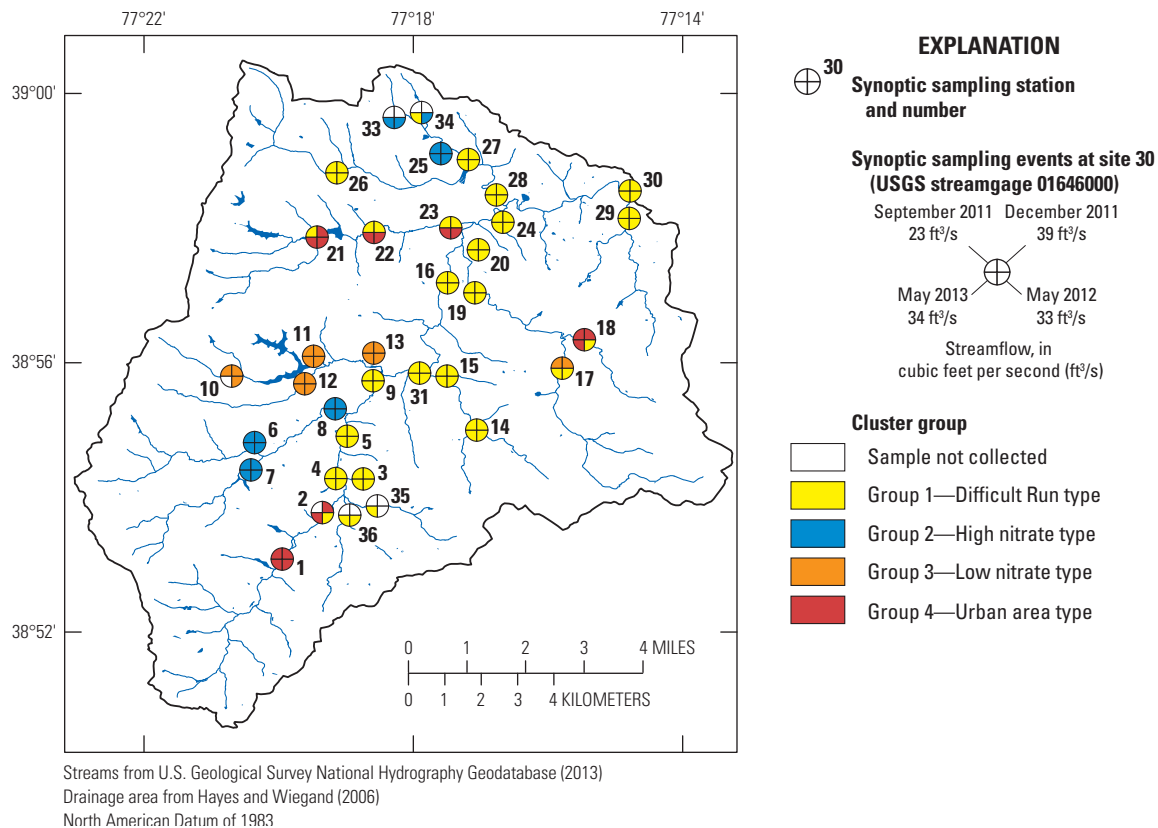 77°22'
77°18'
77°14'
39°00'
38°56'
38°52'
33
34
25
27
26
28
30
29
23
24
21
22
20
16
19
18
11
13
10
12
9
31
15
17
6
8
5
14
7
4
3
2
35
36
1
0 1 2 3 4 MILES
0 1 2 3 4 KILOMETERS
Streams from U.S. Geological Survey National Hydrography Geodatabase (2013)
Drainage area from Hayes and Wiegand (2006)
North American Datum of 1983
EXPLANATION
30
Synoptic sampling station
and number
Synoptic sampling events at site 30
(USGS streamgage 01646000)
September 2011 December 2011
23 ft³/s 39 ft³/s
May 2013 May 2012
34 ft³/s 33 ft³/s
Streamflow, in
cubic feet per second (ft³/s)
Cluster group
Sample not collected
Group 1—Difficult Run type
Group 2—High nitrate type
Group 3—Low nitrate type
Group 4—Urban area type